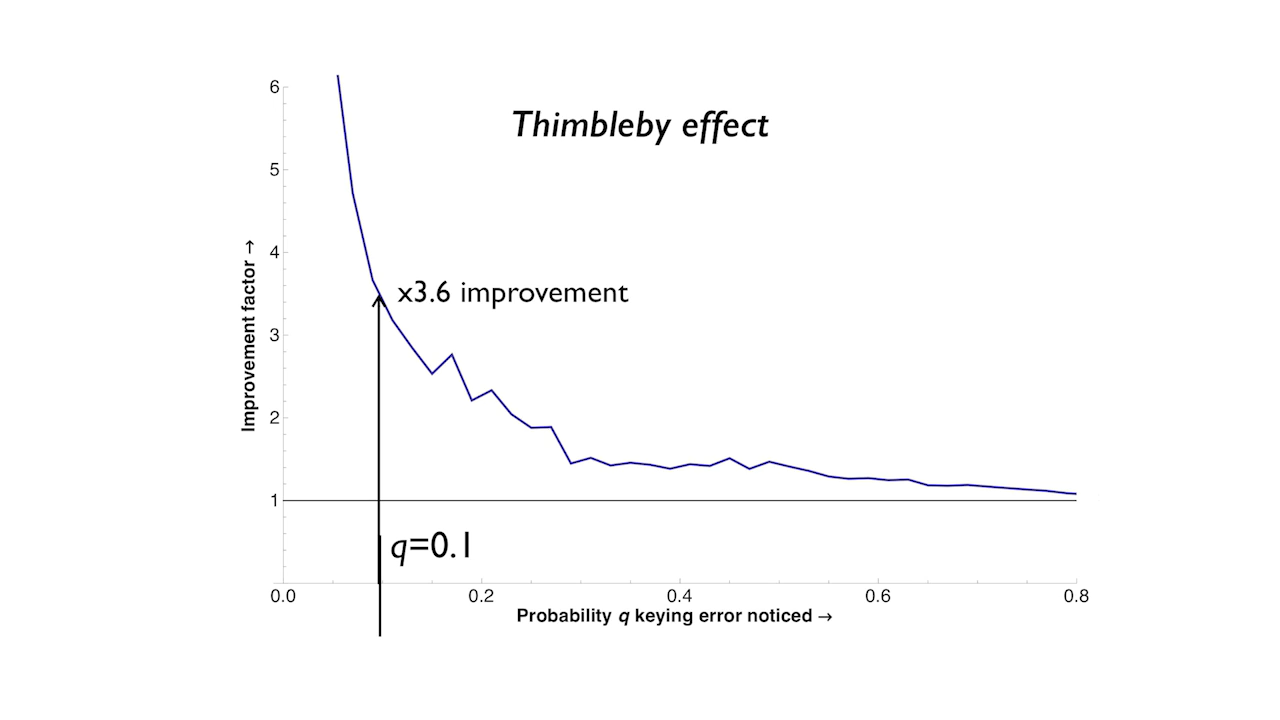 Thimbleby effect
6
5
4
3
2
1
Improvement factor →
x3.6 improvement
q=0.1
0.0 0.2 0.4 0.6 0.8
Probability q keying error noticed →